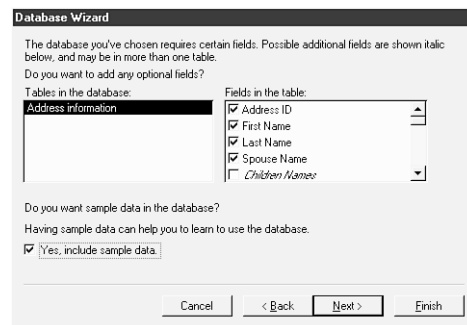 Database Wizard
The database you've chosen requires certain fields. Possible additional fields are shown italic
below, and may be in more than one table.
Do you want to add any optional fields?
Tables in the database:
Fields in the table:
Address information
Address ID
First Name
Last Name
Spouse Name
Children Names
Do you want sample data in the database?
Having sample data can help you to learn to use the database.
Yes, include sample data.
Cancel
< Back
Next >
Finish